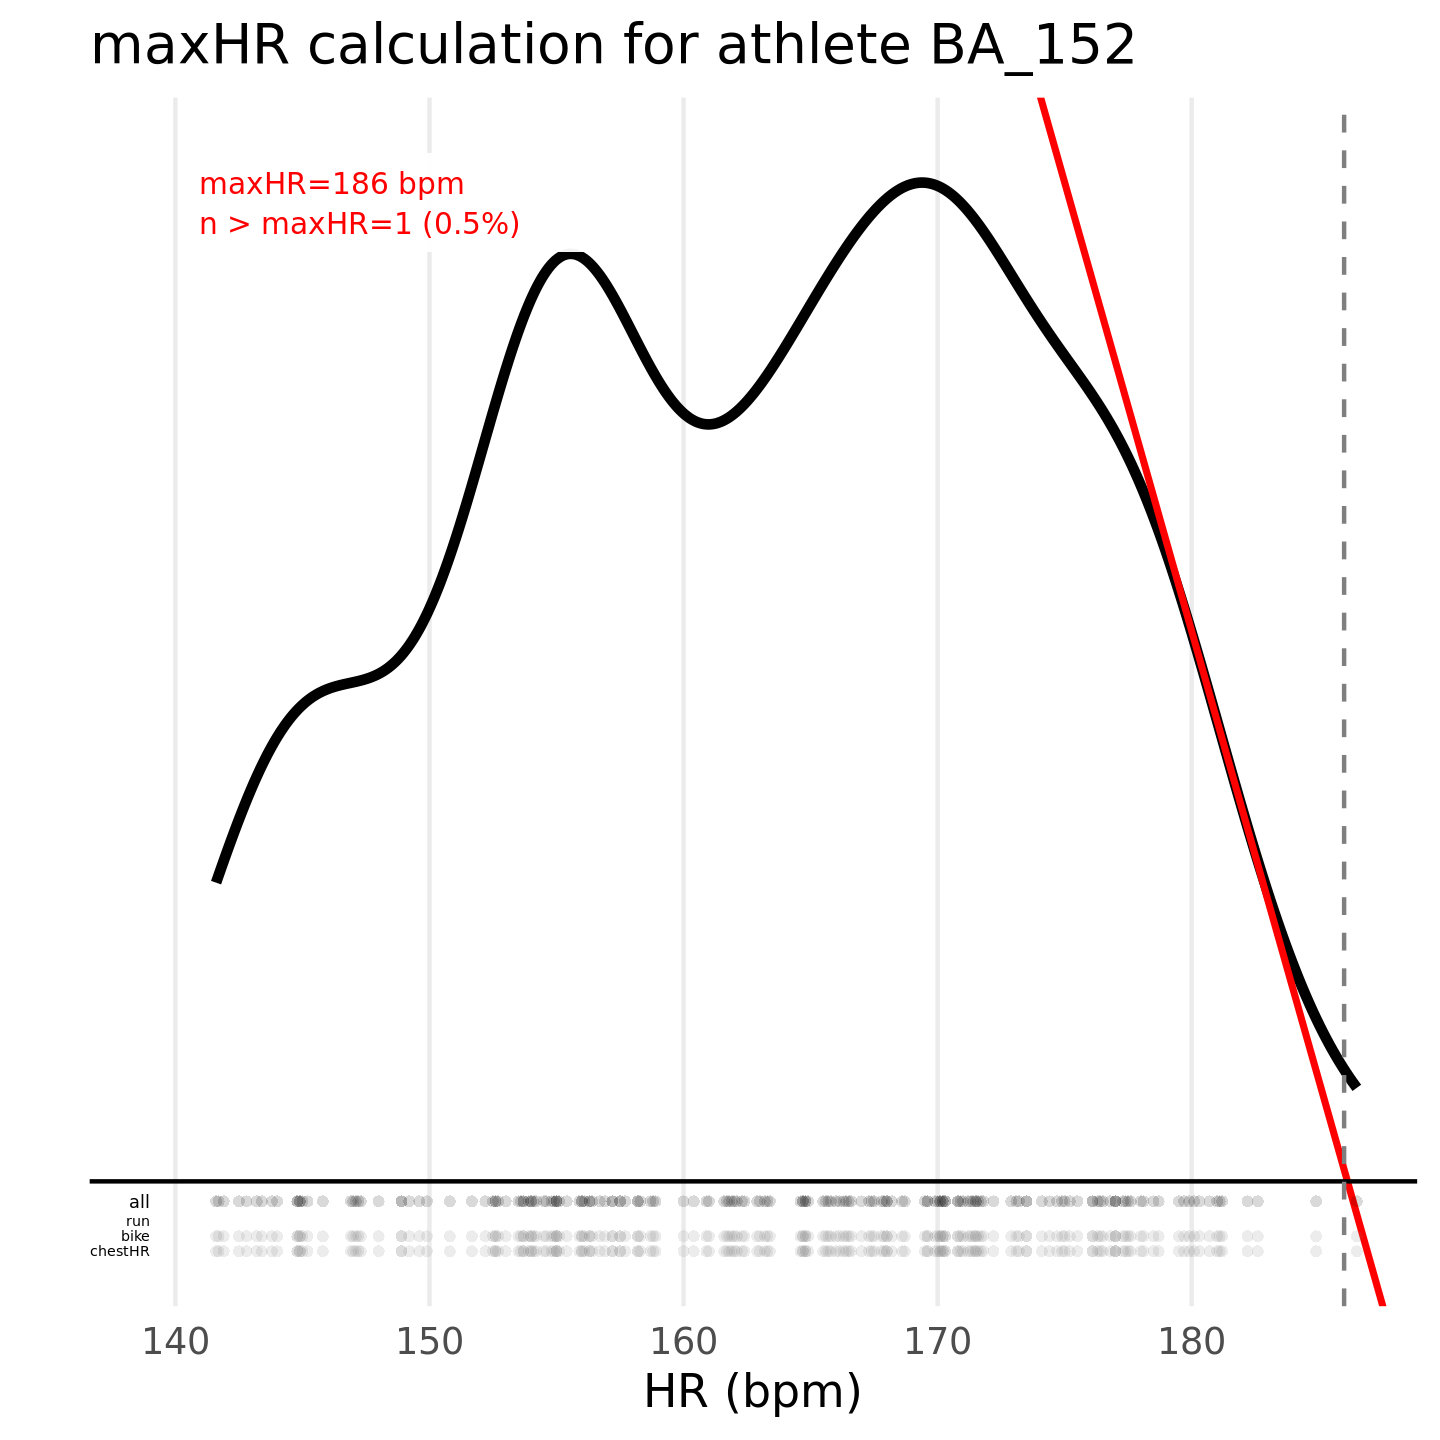 maxHR calculation for athlete BA_152
maxHR=186 bpm
n > maxHR=1 (0.5%)
all
run
bike
chestHR
140 150 160 170 180
HR (bpm)